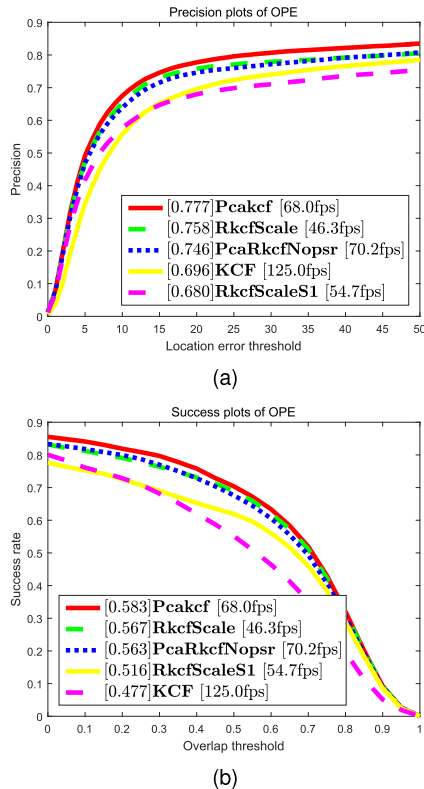 Precision plots of OPE
0.9
0.8
0.7
0.6
0.5
0.4
0.3
0.2
0.1
0
Precision
[0.777]Pcakcf [68.0fps]
[0.758]RkcfScale [46.3fps]
[0.746]PcaRkcfNopsr [70.2fps]
[0.696]KCF [125.0fps]
[0.680]RkcfScaleS1 [54.7fps]
0 5 10 15 20 25 30 35 40 45 50
Location error threshold
(a)
Success plots of OPE
0.9
0.8
0.7
0.6
0.5
0.4
0.3
0.2
0.1
0
Success rate
[0.583]Pcakcf [68.0fps]
[0.567]RkcfScale [46.3fps]
[0.563]PcaRkcfNopsr [70.2fps]
[0.516]RkcfScaleS1 [54.7fps]
[0.477]KCF [125.0fps]
0 0.1 0.2 0.3 0.4 0.5 0.6 0.7 0.8 0.9 1
Overlap threshold
(b)